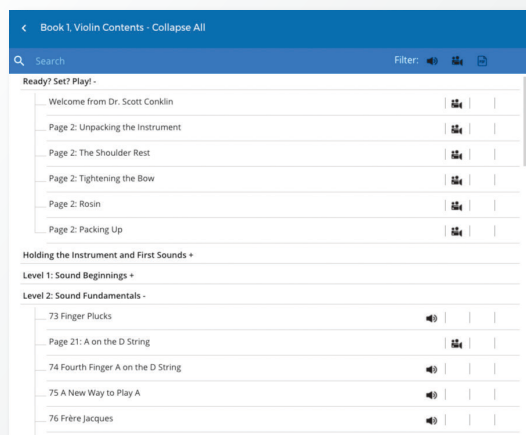 Book 1, Violin Contents - Collapse All
Search Filter:
Ready? Set? Play! -
Welcome from Dr. Scott Conklin
Page 2: Unpacking the Instrument
Page 2: The Shoulder Rest
Page 2: Tightening the Bow
Page 2: Rosin
Page 2: Packing Up
Holding the Instrument and First Sounds +
Level 1: Sound Beginnings +
Level 2: Sound Fundamentals -
73 Finger Plucks
Page 21: A on the D String
74 Fourth Finger A on the D String
75 A New Way to Play A
76 Frère Jacques